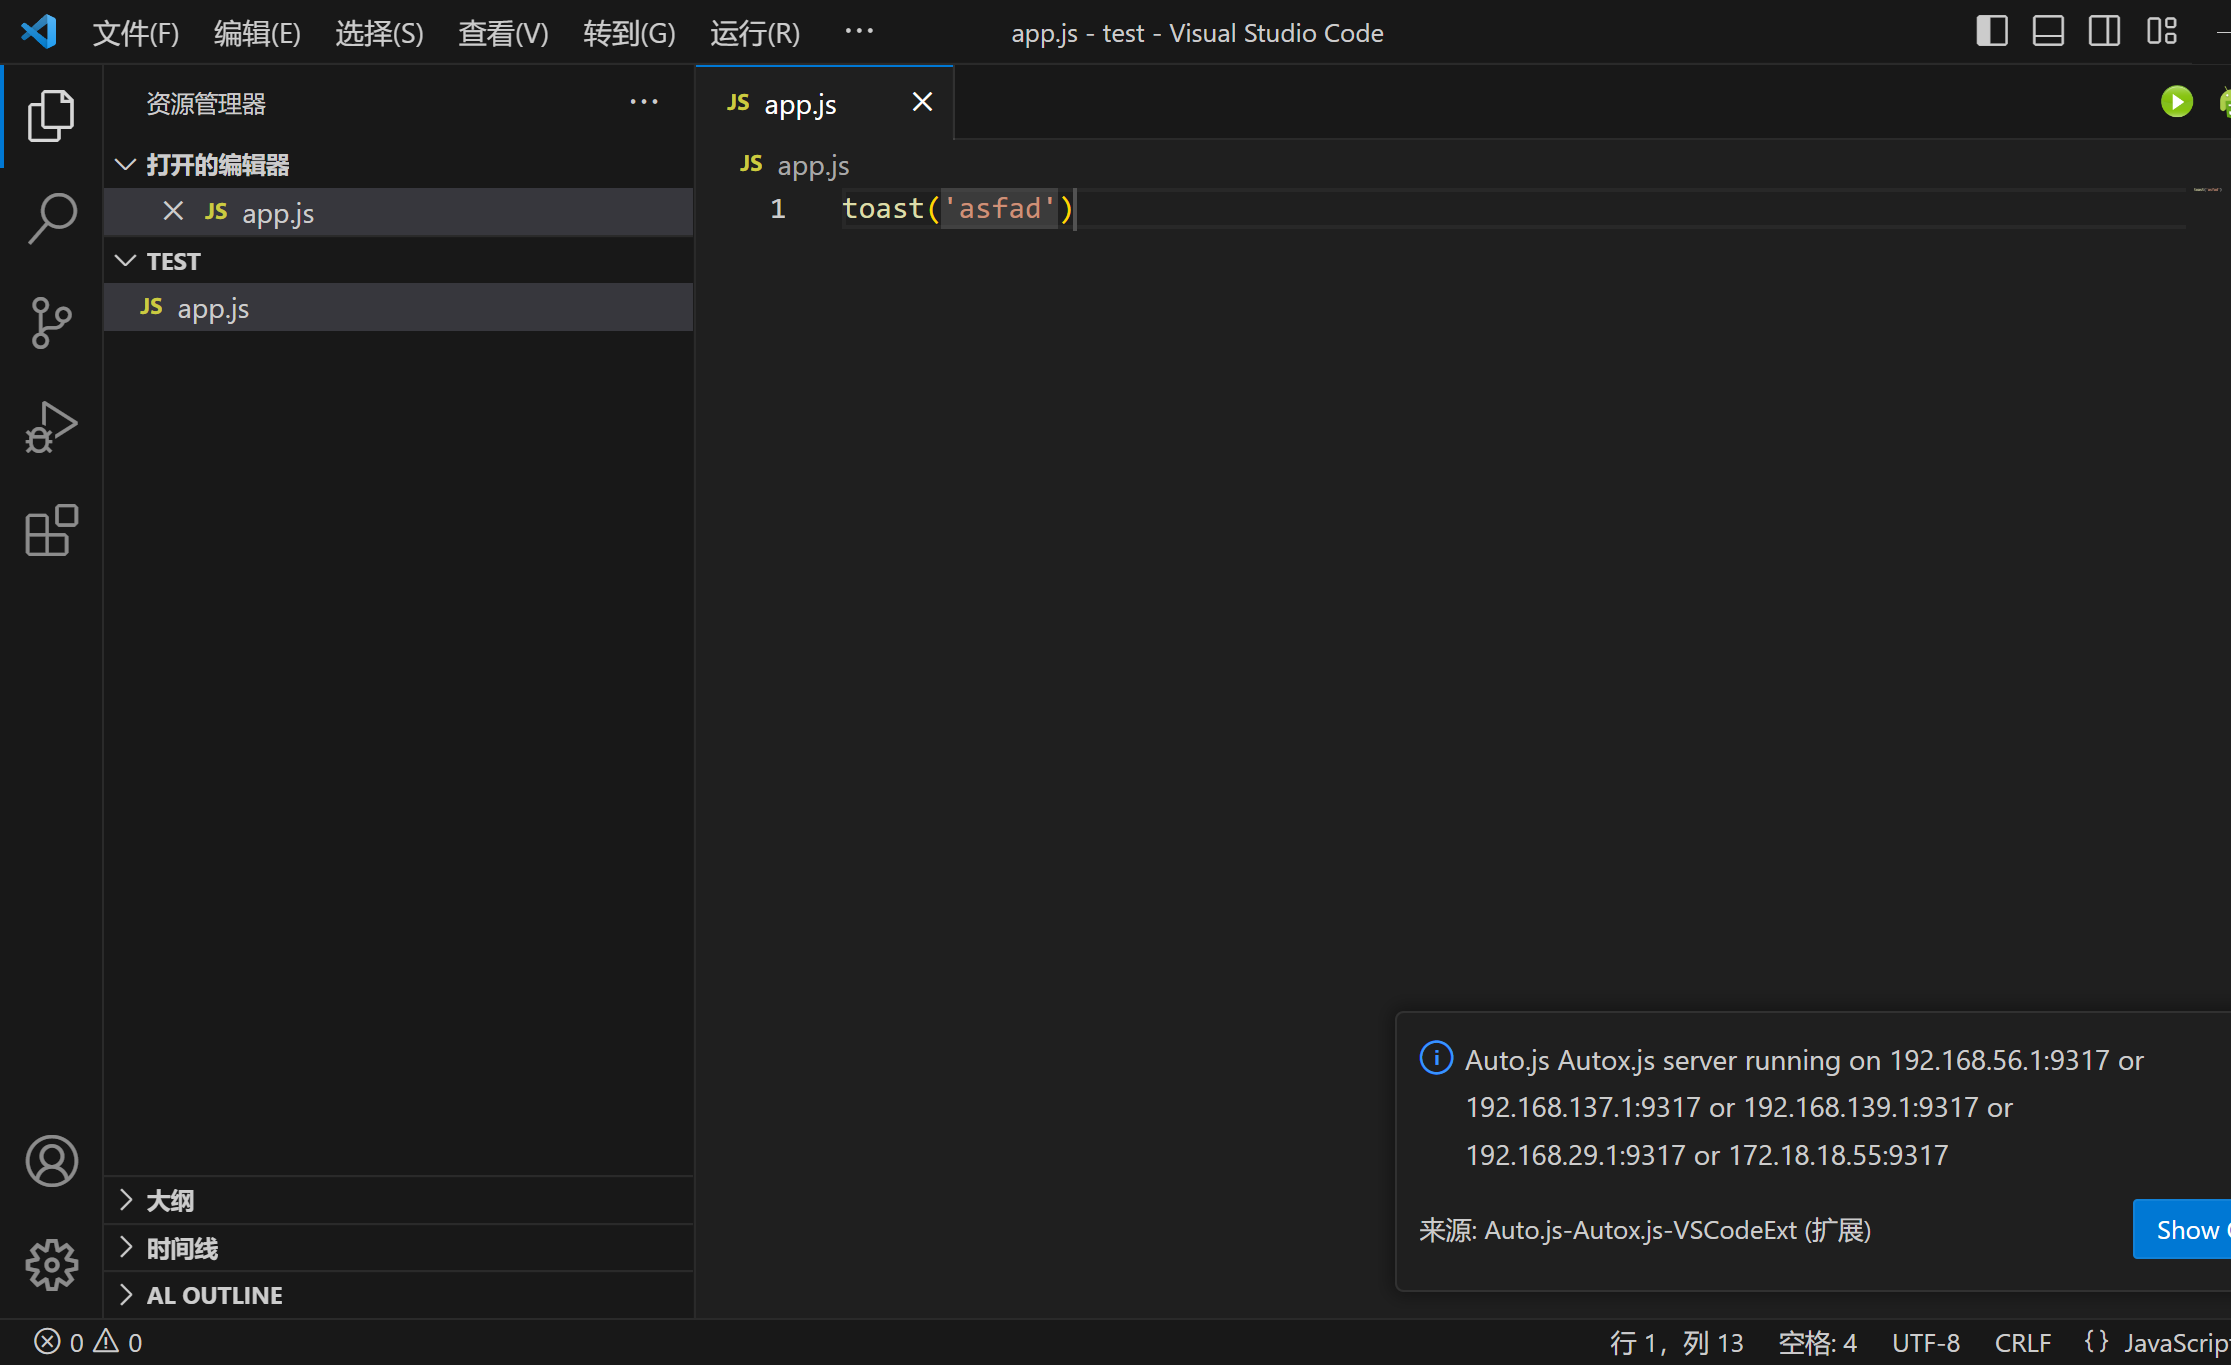 文件(F) 编辑(E) 选择(S) 查看(V) 转到(G) 运行(R) ··· app.js - test - Visual Studio Code
资源管理器 ···
JS app.js
打开的编辑器
JS app.js
JS app.js
1 toast('asfad')
TEST
JS app.js
Auto.js Autox.js server running on 192.168.56.1:9317 or
192.168.137.1:9317 or 192.168.139.1:9317 or
192.168.29.1:9317 or 172.18.18.55:9317
来源: Auto.js-Autox.js-VSCodeExt (扩展)
Show
大纲
时间线
AL OUTLINE
0 0
行 1，列 13 空格: 4 UTF-8 CRLF {} JavaScrip